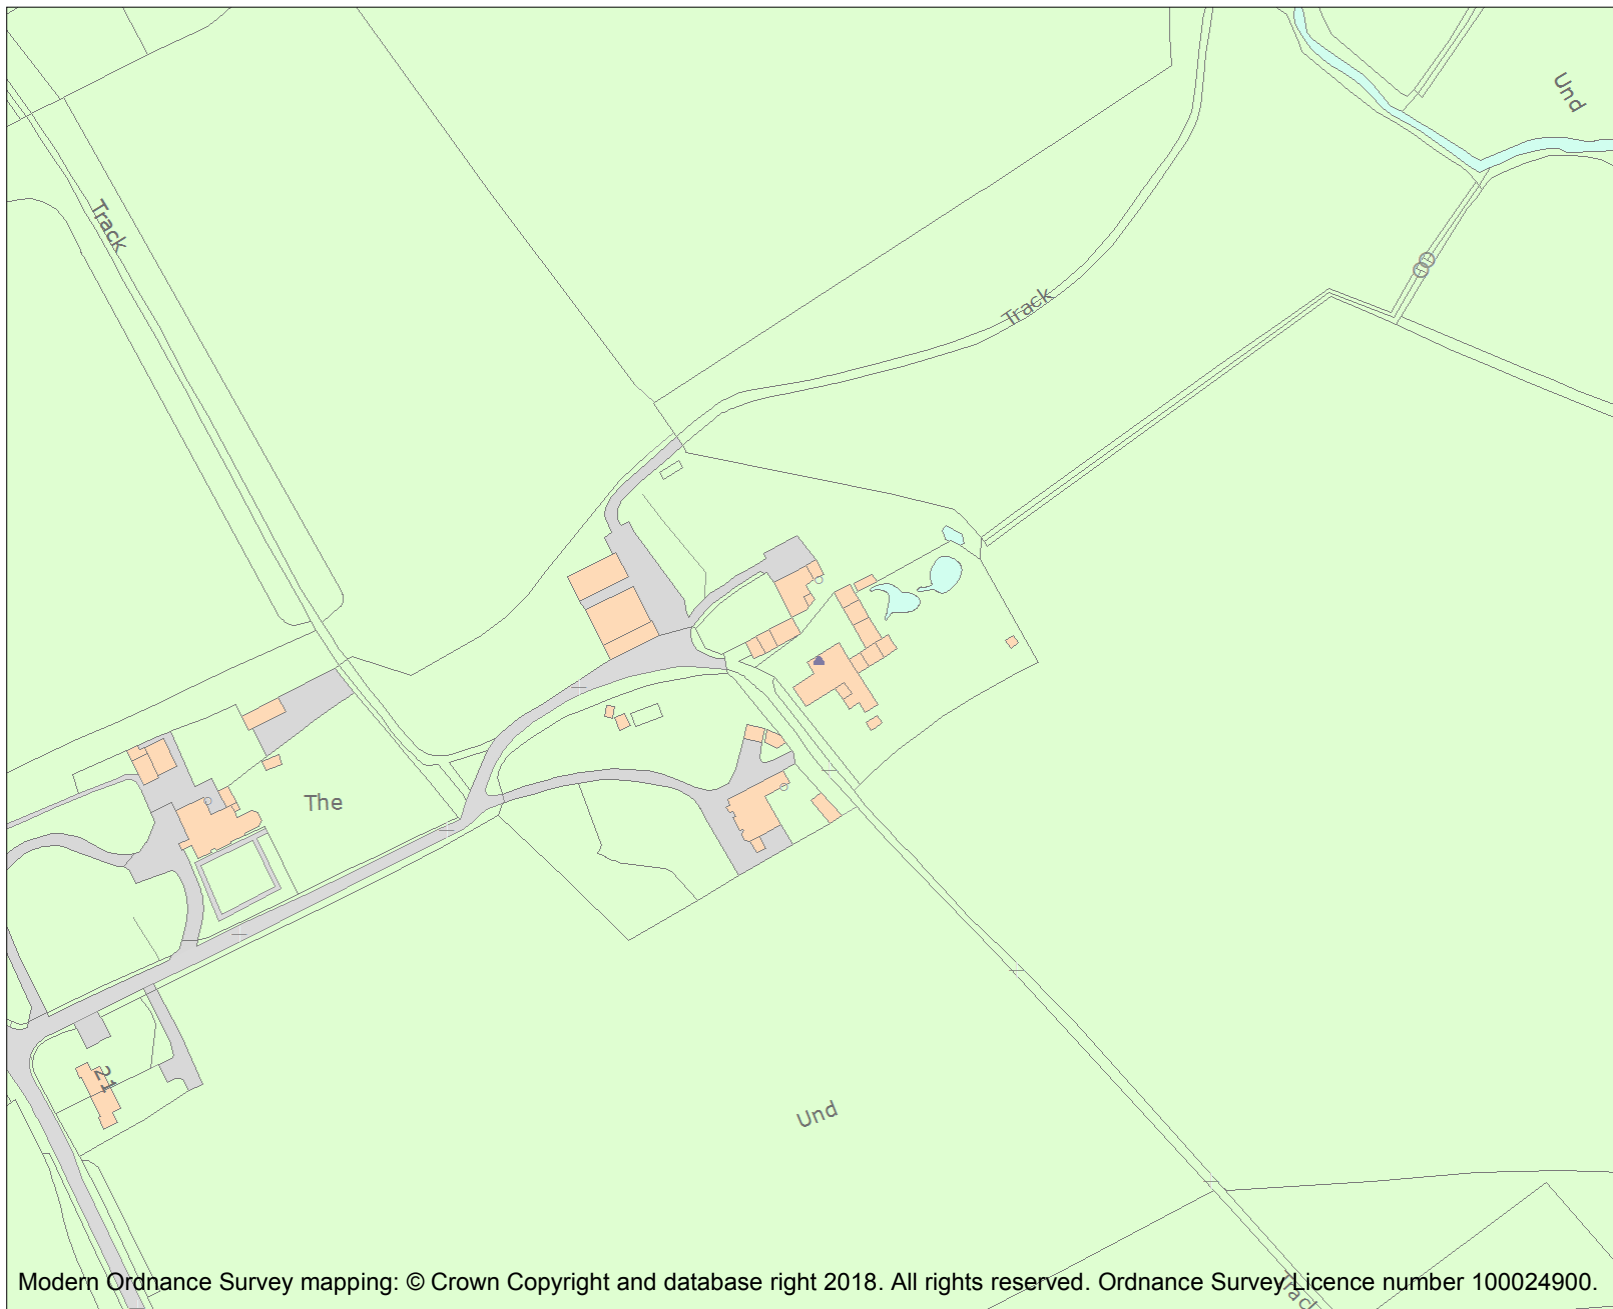 Und
Track
Track
The
21
Und
Track
Modern Ordnance Survey mapping: © Crown Copyright and database right 2018. All rights reserved. Ordnance Survey Licence number 100024900.